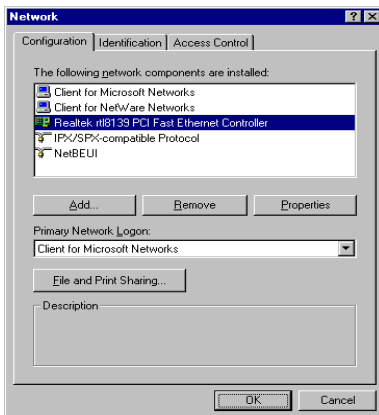 Network
Configuration Identification Access Control
The following network components are installed:
Client for Microsoft Networks
Client for NetWare Networks
Realtek rtl8139 PCI Fast Ethernet Controller
IPX/SPX-compatible Protocol
NetBEUI
Add... Remove Properties
Primary Network Logon:
Client for Microsoft Networks
File and Print Sharing...
Description
OK Cancel